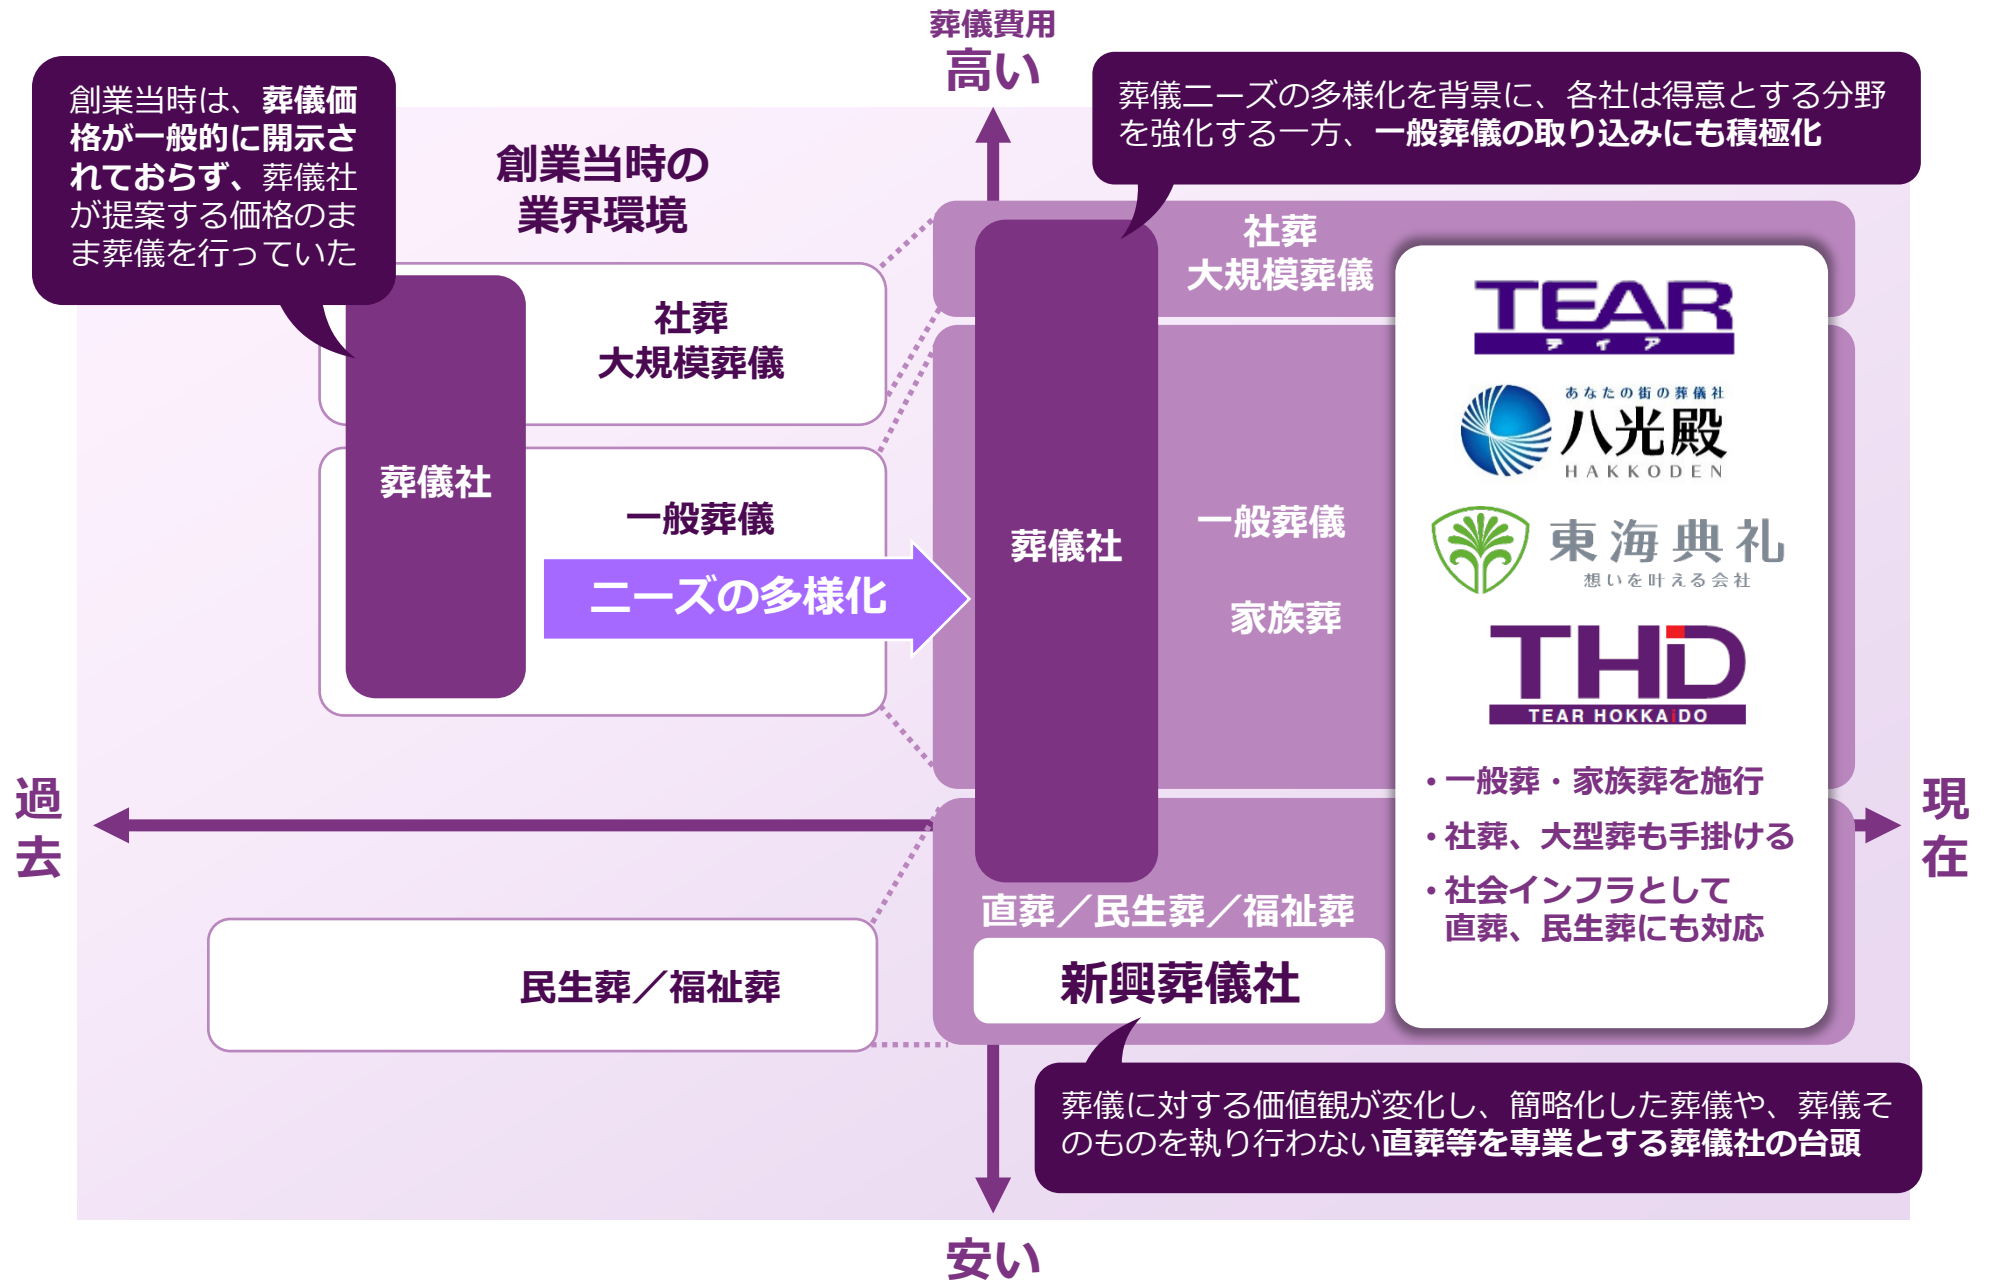 葬儀費用
高い
創業当時は、葬儀価
格が一般的に開示さ
れておらず、葬儀社
が提案する価格のま
ま葬儀を行っていた
創業当時の
業界環境
社葬
大規模葬儀
葬儀社
一般葬儀
ニーズの多様化
民生葬／福祉葬
過
去
葬儀ニーズの多様化を背景に、各社は得意とする分野
を強化する一方、一般葬儀の取り込みにも積極化
社葬
大規模葬儀
葬儀社
一般葬儀
家族葬
直葬／民生葬／福祉葬
新興葬儀社
TEAR
ティア
あなたの街の葬儀社
八光殿
HAKKODEN
東海典礼
想いを叶える会社
THD
TEAR HOKKAiDO
・一般葬・家族葬を施行
・社葬、大型葬も手掛ける
・社会インフラとして
直葬、民生葬にも対応
現
在
葬儀に対する価値観が変化し、簡略化した葬儀や、葬儀そ
のものを執り行わない直葬等を専業とする葬儀社の台頭
安い